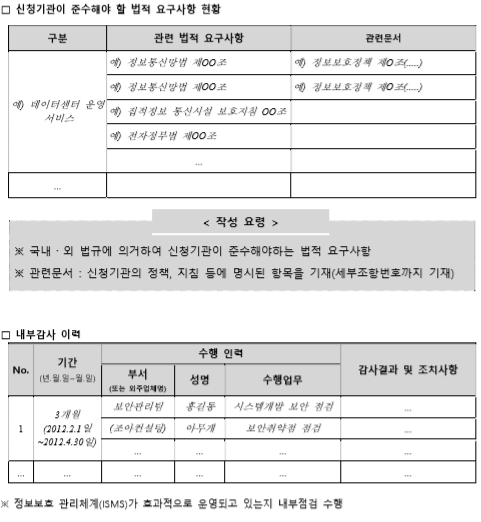 □ 신청기관이 준수해야 할 법적 요구사항 현황
구분 관련 법적 요구사항 관련문서
예) 데이터센터 운영 서비스
예) 정보통신망법 제OO조 예) 정보보호정책 제O조(.....)
예) 정보통신망법 제OO조 예) 정보보호정책 제O조(.....)
예) 집적정보 통신시설 보호지침 OO조
예) 전자정부법 제OO조
...
...
< 작성 요령 >
※ 국내 · 외 법규에 의거하여 신청기관이 준수해야하는 법적 요구사항
※ 관련문서 : 신청기관의 정책, 지침 등에 명시된 항목을 기재(세부조항번호까지 기재)
□ 내부감사 이력
No. 기간 (년.월.일~월.일) 수행 인력 감사결과 및 조치사항
부서 (또는 외주업체명) 성명 수행업무
1 3개월 (2012.2.1일 ~2012.4.30일)
보안관리팀 홍길동 시스템개발 보안 점검 ...
(조아컨설팅) 아무개 보안취약점 점검 ...
... ... ... ...
... ... ... ... ... ...
※ 정보보호 관리체계(ISMS)가 효과적으로 운영되고 있는지 내부점검 수행